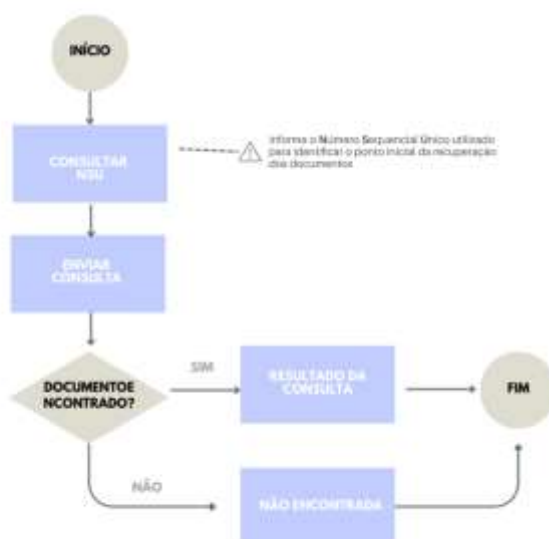 INÍCIO
CONSULTAR
NSU
Informe o Número Sequencial Único utilizado
para identificar o ponto inicial da recuperação
dos documentos
ENVIAR
CONSULTA
DOCUMENTOE
NCONTRADO?
SIM
RESULTADO DA
CONSULTA
FIM
NÃO
NÃO ENCONTRADA